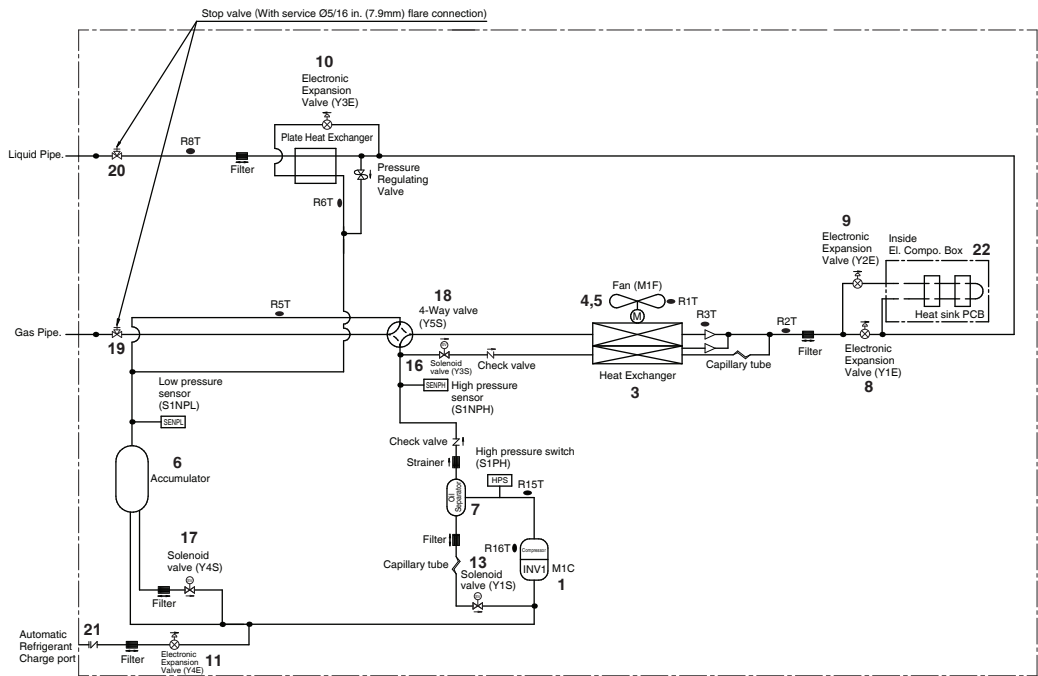 Stop valve (With service Ø5/16 in. (7.9mm) flare connection)
10
Electronic
Expansion
Valve (Y3E)
Plate Heat Exchanger
R8T
Liquid Pipe.
20
Filter
Pressure
Regulating
Valve
R6T
9
Electronic
Expansion
Valve (Y2E)
Inside
El. Compo. Box
22
Heat sink PCB
R5T
18
4-Way valve
(Y5S)
4,5
Fan (M1F)
R1T
M
R3T
R2T
Gas Pipe.
19
16
Solenoid
valve (Y3S)
Check valve
Heat Exchanger
3
Capillary tube
Filter
Electronic
Expansion
Valve (Y1E)
8
Low pressure
sensor
(S1NPL)
SENPL
SENPH
High pressure
sensor
(S1NPH)
6
Accumulator
Check valve
Strainer
High pressure switch
(S1PH)
HPS
R15T
Oil
Separator
7
17
Solenoid
valve (Y4S)
Filter
Filter
Capillary tube
13
Solenoid
valve (Y1S)
R16T
Compressor
INV1
M1C
1
Automatic
Refrigerant
Charge port
21
Filter
Electronic
Expansion
Valve (Y4E)
11